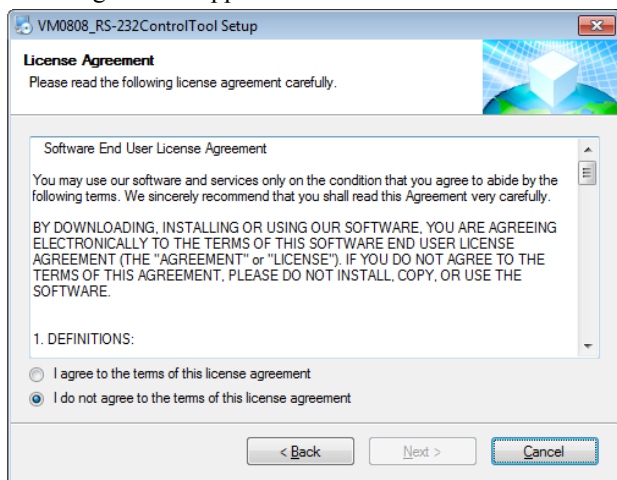 VM0808_RS-232ControlTool Setup
License Agreement
Please read the following license agreement carefully.
Software End User License Agreement
You may use our software and services only on the condition that you agree to abide by the
following terms. We sincerely recommend that you shall read this Agreement very carefully.
BY DOWNLOADING, INSTALLING OR USING OUR SOFTWARE, YOU ARE AGREEING
ELECTRONICALLY TO THE TERMS OF THIS SOFTWARE END USER LICENSE
AGREEMENT (THE "AGREEMENT" or "LICENSE"). IF YOU DO NOT AGREE TO THE
TERMS OF THIS AGREEMENT, PLEASE DO NOT INSTALL, COPY, OR USE THE
SOFTWARE.
1. DEFINITIONS:
I agree to the terms of this license agreement
I do not agree to the terms of this license agreement
< Back Next > Cancel